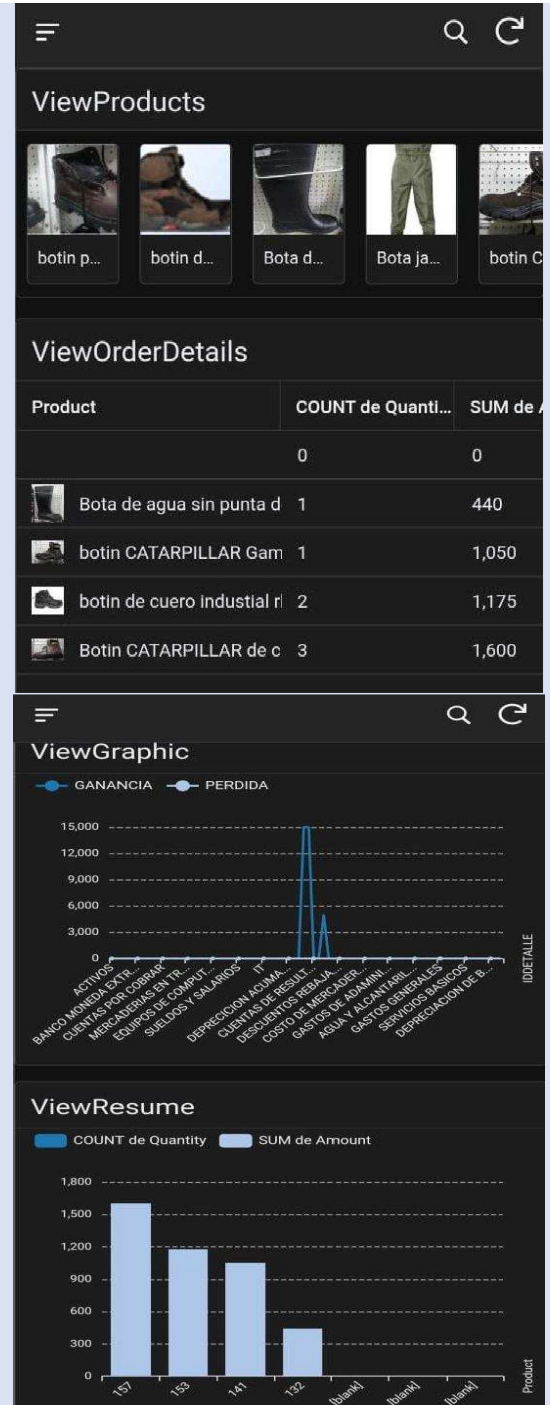 ViewProducts
botin p...
botin d...
Bota d...
Bota ja...
botin C
ViewOrderDetails
Product COUNT de Quanti... SUM de
0 0
Bota de agua sin punta d 1 440
botin CATARPILLAR Gam 1 1,050
botin de cuero industial 2 1,175
Botin CATARPILLAR de c 3 1,600
ViewGraphic
GANANCIA PERDIDA
15,000
12,000
9,000
6,000
3,000
0
ACTIVOS
BANCO MONEDA EXTR...
CUENTAS POR COBRAR
MERCADERIAS EN TR...
EQUIPOS DE COMPUT...
SUELDOS Y SALARIOS
IT
DEPRECICION ACUMA...
CUENTAS DE RESULT...
DESCUENTOS REBAJA...
COSTO DE MERCADER...
GASTOS DE ADAMINI...
AGUA Y ALCANTARIL...
GASTOS GENERALES
SERVICIOS BASICOS
DEPRECIACION DE B...
IDDETALLE
ViewResume
COUNT de Quantity SUM de Amount
1,800
1,500
1,200
900
600
300
0
157
153
141
132
[blank]
[blank]
[blank]
Product